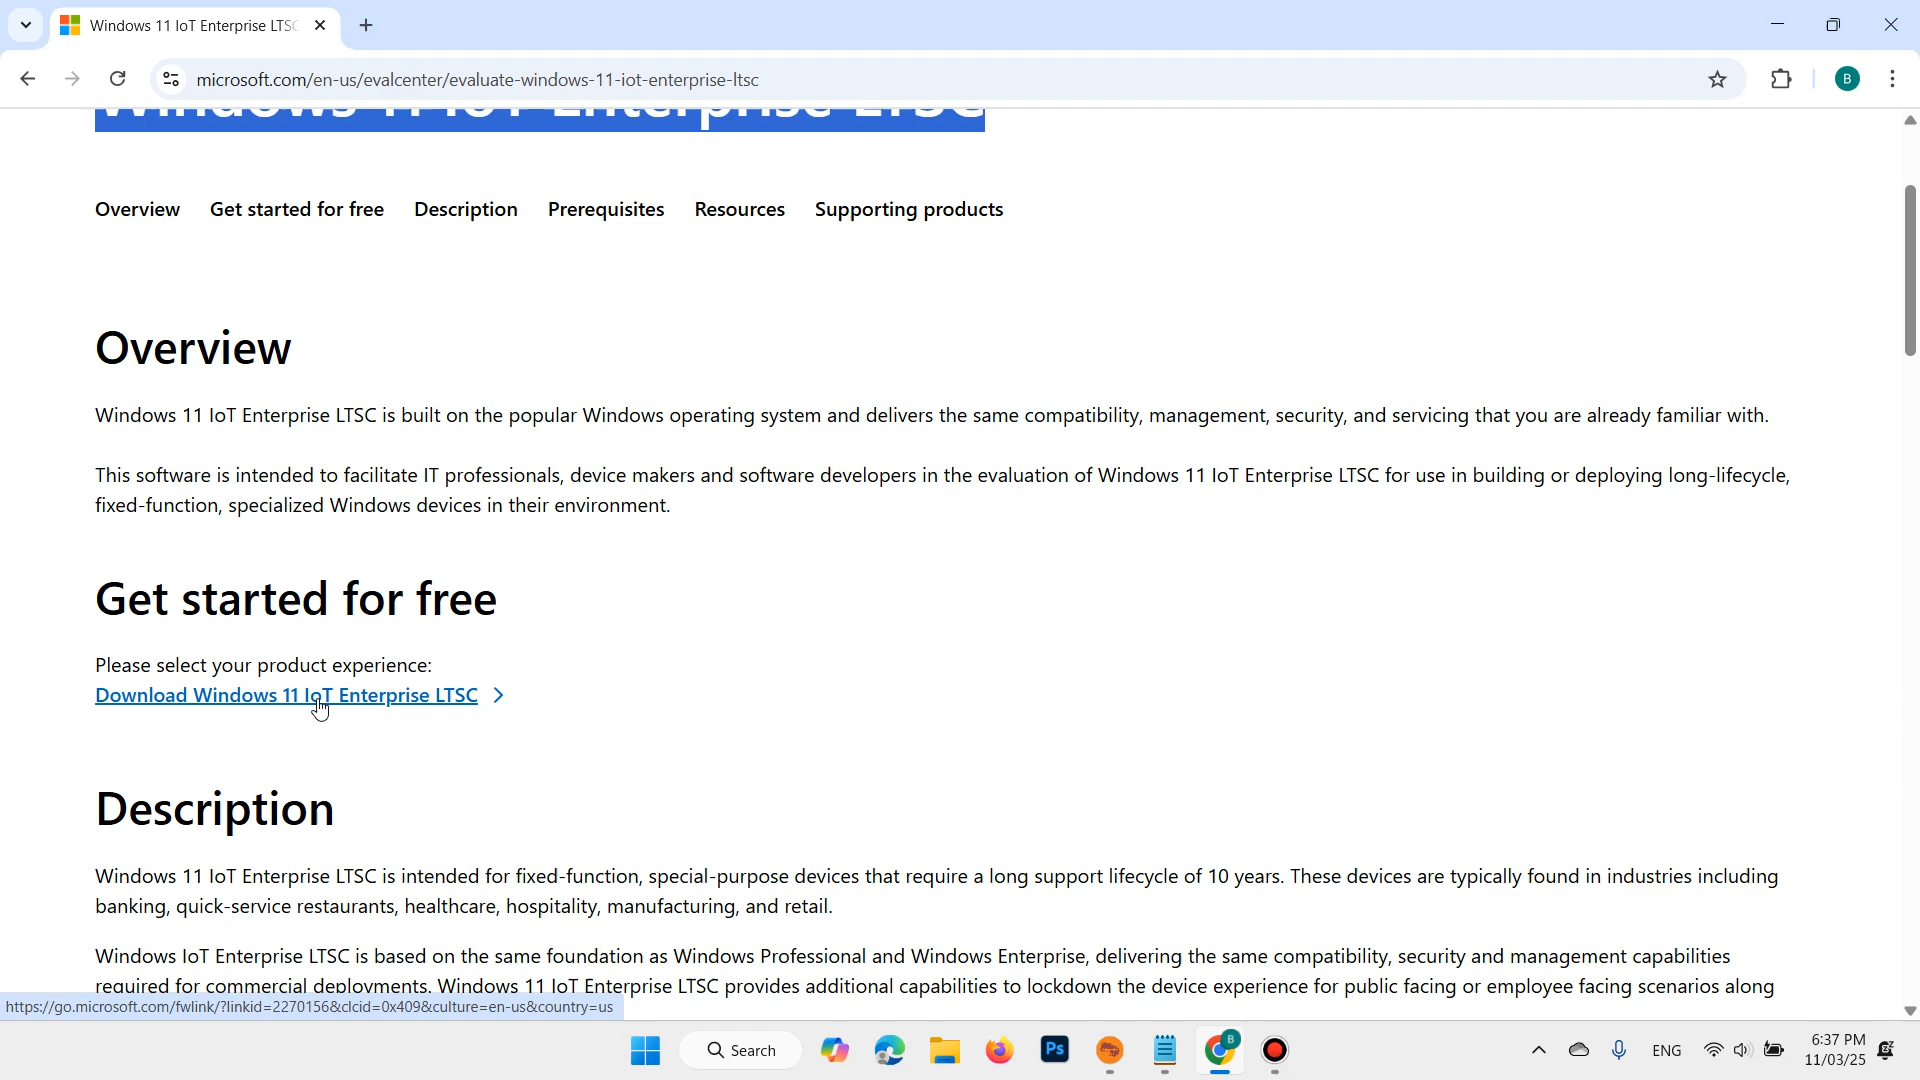 Windows 11 IoT Enterprise LTSC
microsoft.com/en-us/evalcenter/evaluate-windows-11-iot-enterprise-ltsc
B
Windows 11 IoT Enterprise LTSC
Overview Get started for free Description Prerequisites Resources Supporting products
Overview
Windows 11 IoT Enterprise LTSC is built on the popular Windows operating system and delivers the same compatibility, management, security, and servicing that you are already familiar with.
This software is intended to facilitate IT professionals, device makers and software developers in the evaluation of Windows 11 IoT Enterprise LTSC for use in building or deploying long-lifecycle,
fixed-function, specialized Windows devices in their environment.
Get started for free
Please select your product experience:
Download Windows 11 IoT Enterprise LTSC
Description
Windows 11 IoT Enterprise LTSC is intended for fixed-function, special-purpose devices that require a long support lifecycle of 10 years. These devices are typically found in industries including
banking, quick-service restaurants, healthcare, hospitality, manufacturing, and retail.
Windows IoT Enterprise LTSC is based on the same foundation as Windows Professional and Windows Enterprise, delivering the same compatibility, security and management capabilities
required for commercial deployments. Windows 11 IoT Enterprise LTSC provides additional capabilities to lockdown the device experience for public facing or employee facing scenarios along
https://go.microsoft.com/fwlink/?linkid=2270156&clcid=0x409&culture=en-us&country=us
Search
Ps
B
ENG
6:37 PM
11/03/25